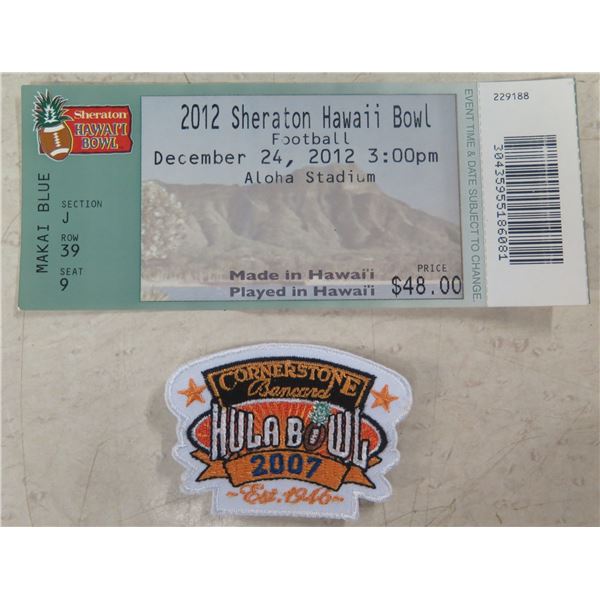 Sheraton
HAWAI'I
BOWL
MAKAI BLUE
SECTION
J
ROW
39
SEAT
9
2012 Sheraton Hawaii Bowl
Football
December 24, 2012 3:00pm
Aloha Stadium
Made in Hawai'i
Played in Hawai'i
PRICE
$48.00
EVENT TIME & DATE SUBJECT TO CHANGE.
229188
30435955186081
CORNERSTONE
Bancard
HULA BOWL
2007
~Est. 1946~